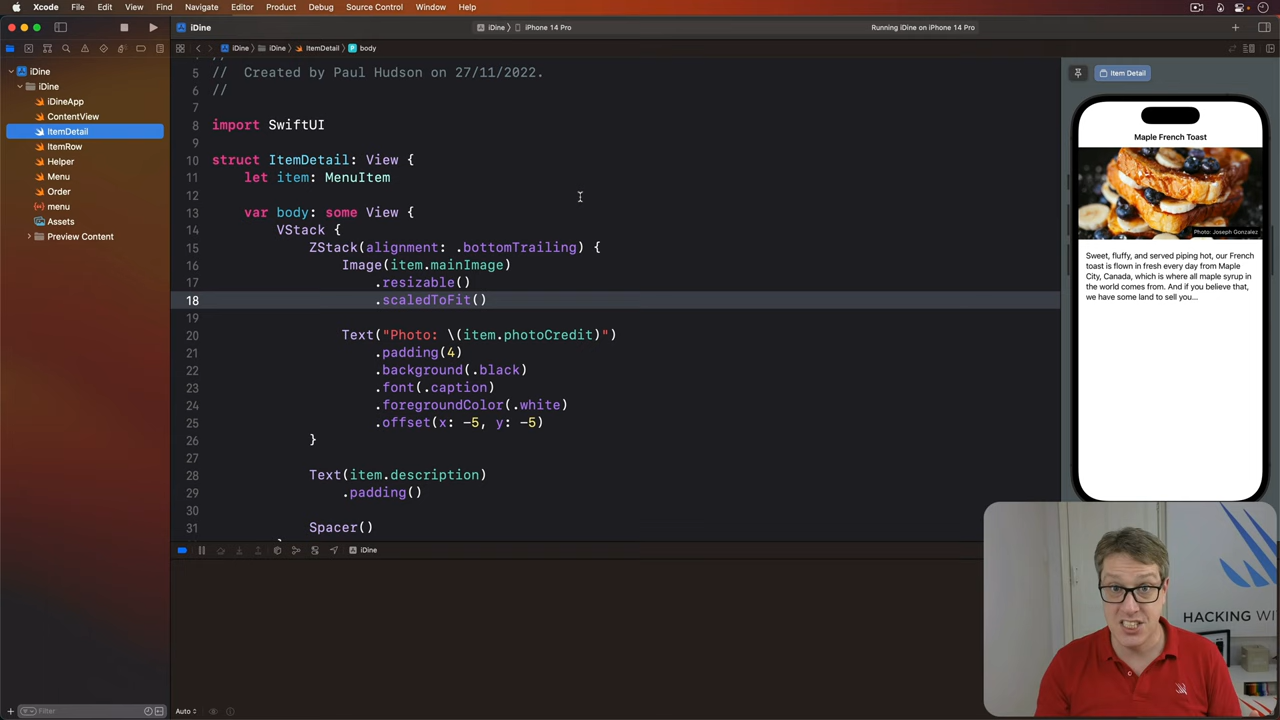 Xcode File Edit View Find Navigate Editor Product Debug Source Control Window Help
iDine
iDine iPhone 14 Pro
Running iDine on iPhone 14 Pro
iDine iDine ItemDetail body
iDine
iDine
iDineApp
ContentView
ItemDetail
ItemRow
Helper
Menu
Order
menu
Assets
Preview Content
5 // Created by Paul Hudson on 27/11/2022.
6 //
7
8 import SwiftUI
9
10 struct ItemDetail: View {
11 let item: MenuItem
12
13 var body: some View {
14 VStack {
15 ZStack(alignment: .bottomTrailing) {
16 Image(item.mainImage)
17 .resizable()
18 .scaledToFit()
19
20 Text("Photo: \(item.photoCredit)")
21 .padding(4)
22 .background(.black)
23 .font(.caption)
24 .foregroundColor(.white)
25 .offset(x: -5, y: -5)
26 }
27
28 Text(item.description)
29 .padding()
30
31 Spacer()
Item Detail
Maple French Toast
Photo: Joseph Gonzalez
Sweet, fluffy, and served piping hot, our French
toast is flown in fresh every day from Maple
City, Canada, which is where all maple syrup in
the world comes from. And if you believe that,
we have some land to sell you...
iDine
HACKING WI
Filter
Auto